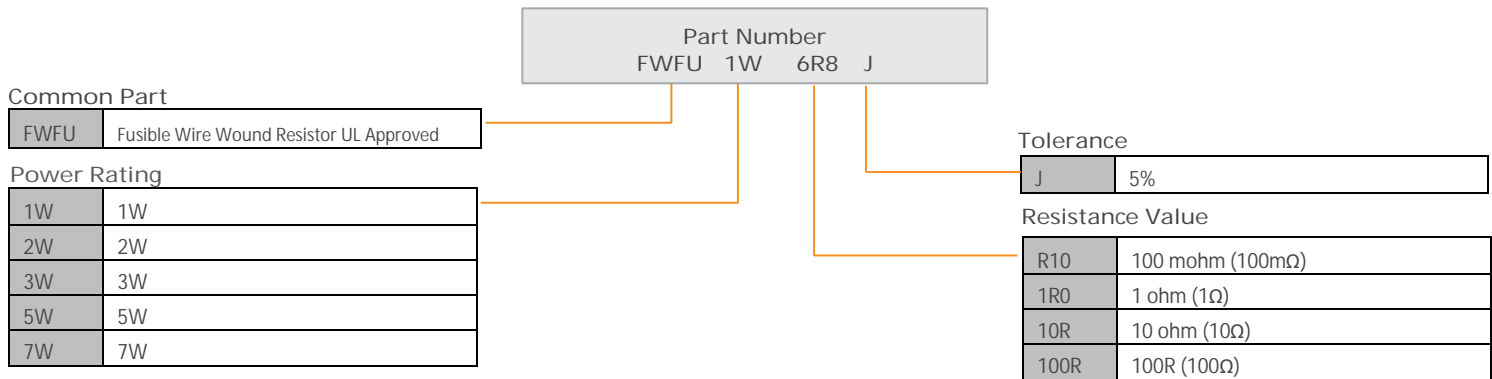 Part Number
FWFU 1W 6R8 J
Common Part
FWFU Fusible Wire Wound Resistor UL Approved
Power Rating
1W 1W
2W 2W
3W 3W
5W 5W
7W 7W
Tolerance
J 5%
Resistance Value
R10 100 mohm (100mΩ)
1R0 1 ohm (1Ω)
10R 10 ohm (10Ω)
100R 100R (100Ω)